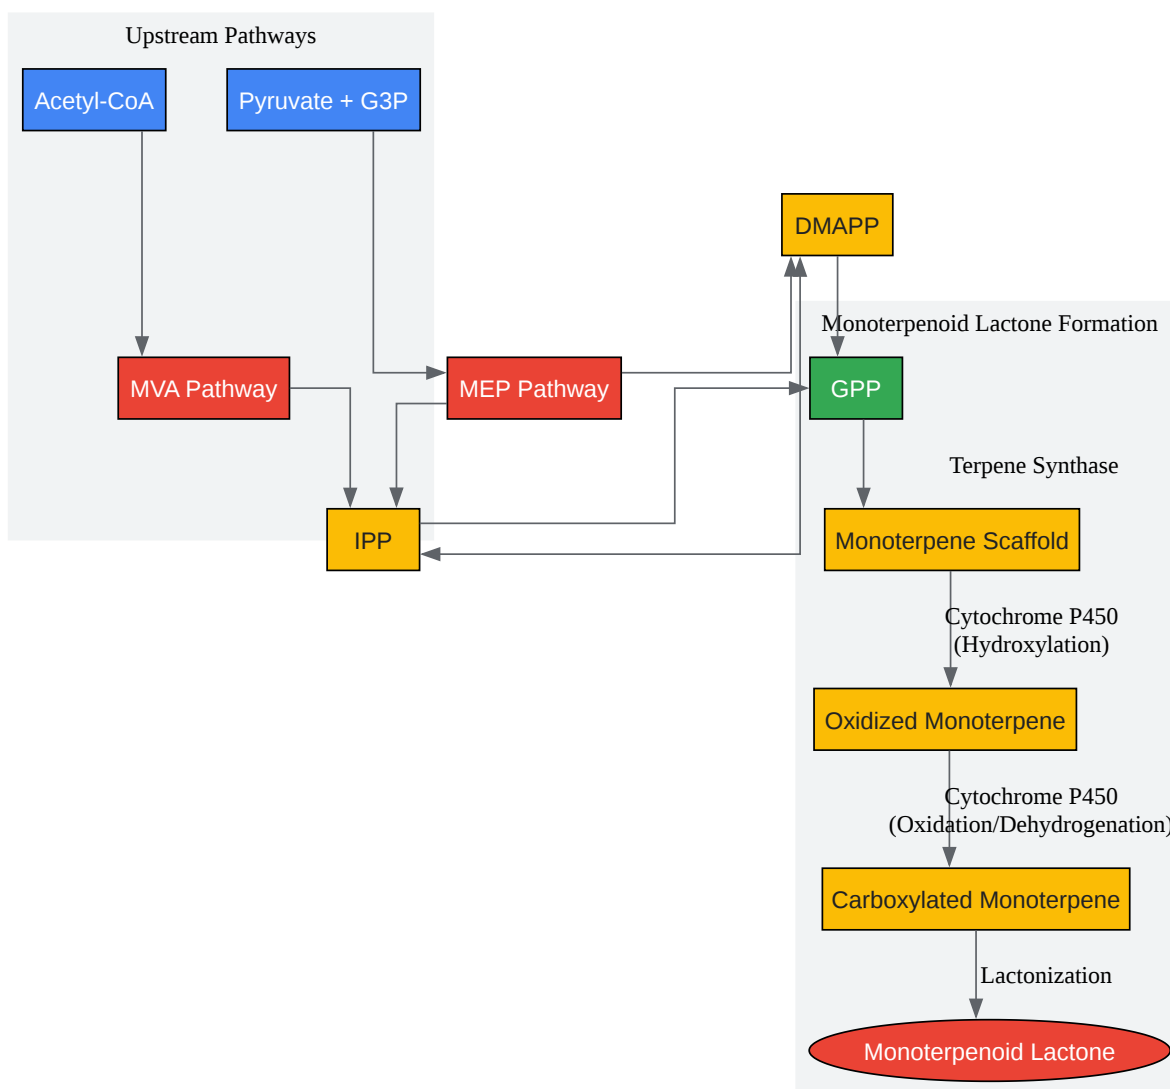 Upstream Pathways
Acetyl-CoA
Pyruvate + G3P
DMAPP
Monoterpenoid Lactone Formation
MVA Pathway
MEP Pathway
GPP
Terpene Synthase
IPP
Monoterpene Scaffold
Cytochrome P450
(Hydroxylation)
Oxidized Monoterpene
Cytochrome P450
(Oxidation/Dehydrogenation)
Carboxylated Monoterpene
Lactonization
Monoterpenoid Lactone